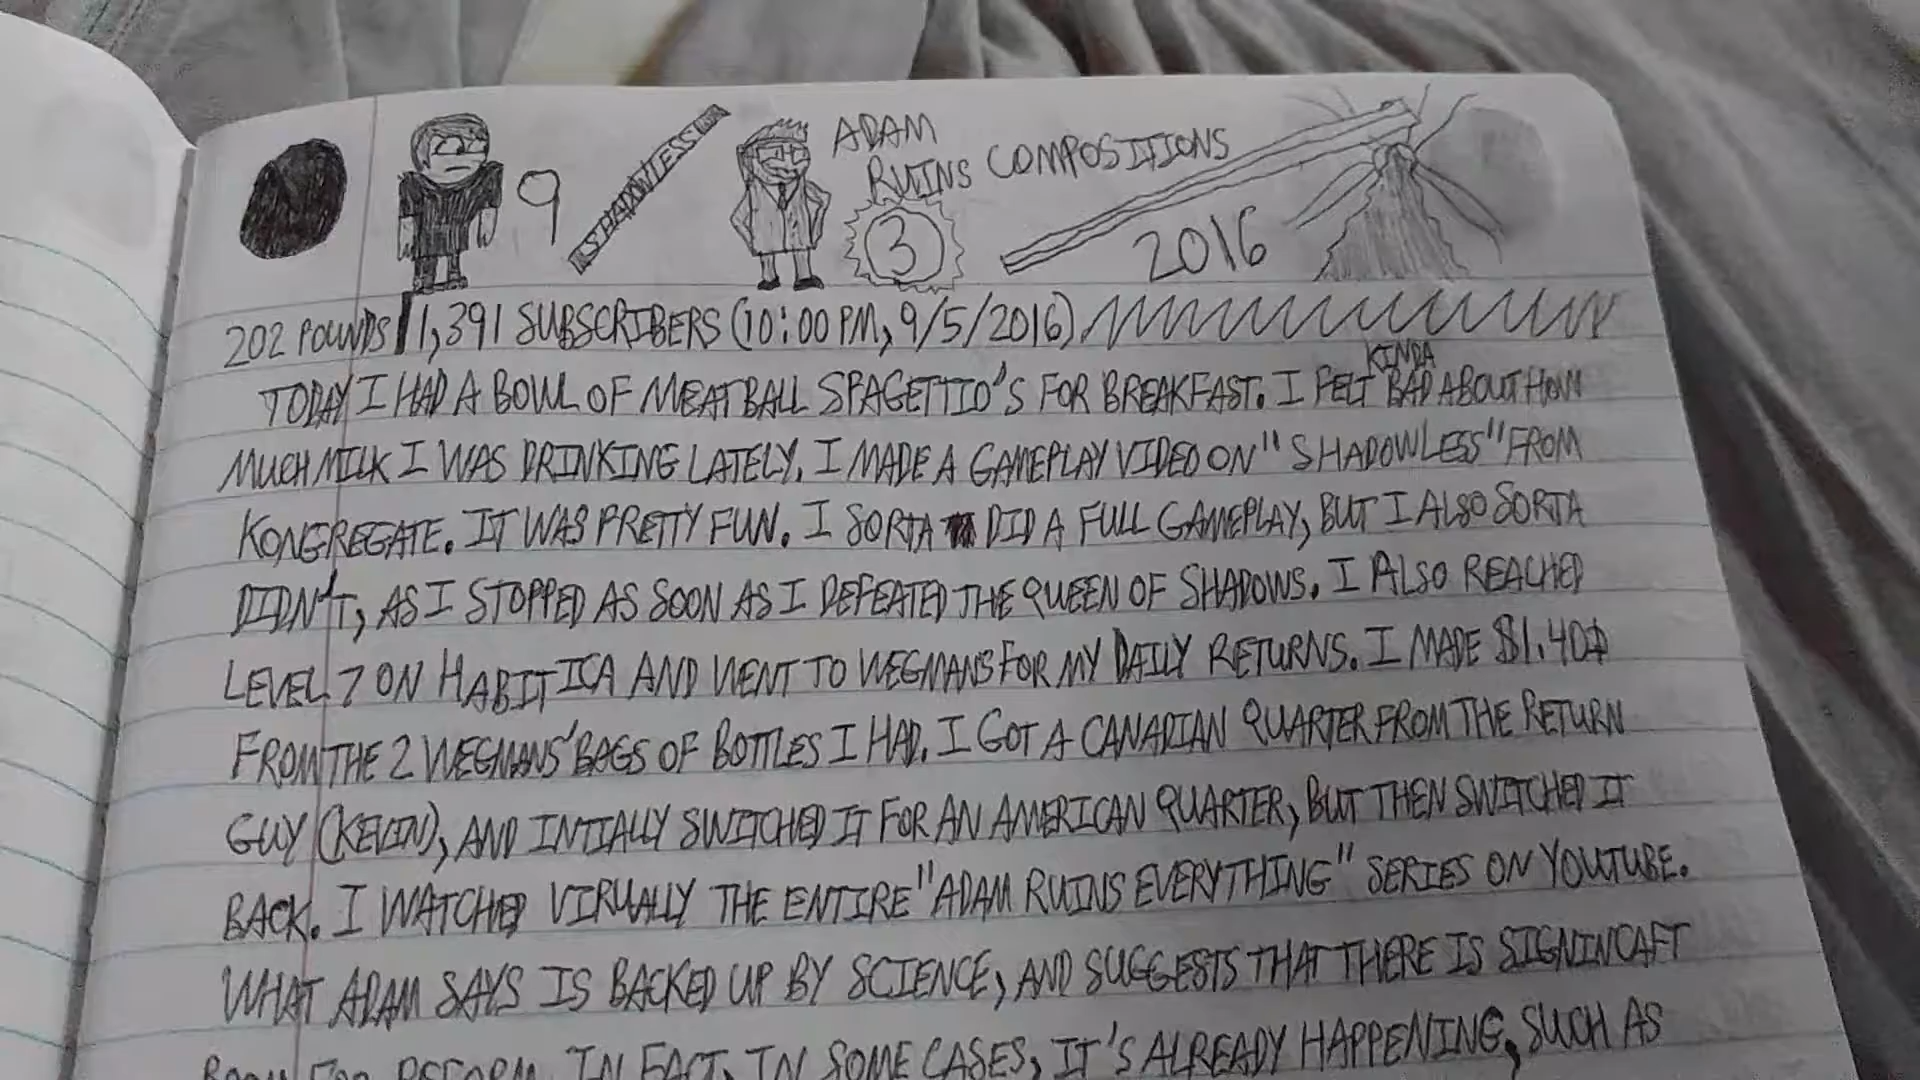 9 SHADOWLESS ADAM
RUINS COMPOSITIONS
3 2016
202 POUNDS 1,391 SUBSCRIBERS (10:00 PM, 9/5/2016)
KINDA
TODAY I HAD A BOWL OF MEATBALL SPAGETTIO'S FOR BREAKFAST. I FELT BAD ABOUT HOW
MUCH MILK I WAS DRINKING LATELY. I MADE A GAMEPLAY VIDEO ON "SHADOWLESS" FROM
KONGREGATE. IT WAS PRETTY FUN. I SORTA DID A FULL GAMEPLAY, BUT I ALSO SORTA
DIDN'T, AS I STOPPED AS SOON AS I DEFEATED THE QUEEN OF SHADOWS. I ALSO REACHED
LEVEL 7 ON HABITICA AND WENT TO WEGMANS FOR MY DAILY RETURNS. I MADE $1.40¢
FROM THE 2 WEGMANS' BAGS OF BOTTLES I HAD. I GOT A CANADIAN QUARTER FROM THE RETURN
GUY (KEVIN), AND INTIALLY SWITCHED IT FOR AN AMERICAN QUARTER, BUT THEN SWITCHED IT
BACK. I WATCHED VIRUALLY THE ENTIRE "ADAM RUINS EVERYTHING" SERIES ON YOUTUBE.
WHAT ADAM SAYS IS BACKED UP BY SCIENCE, AND SUGGESTS THAT THERE IS SIGNINCAFT
ROOM FOR REFORM. IN FACT, IN SOME CASES, IT'S ALREADY HAPPENING, SUCH AS